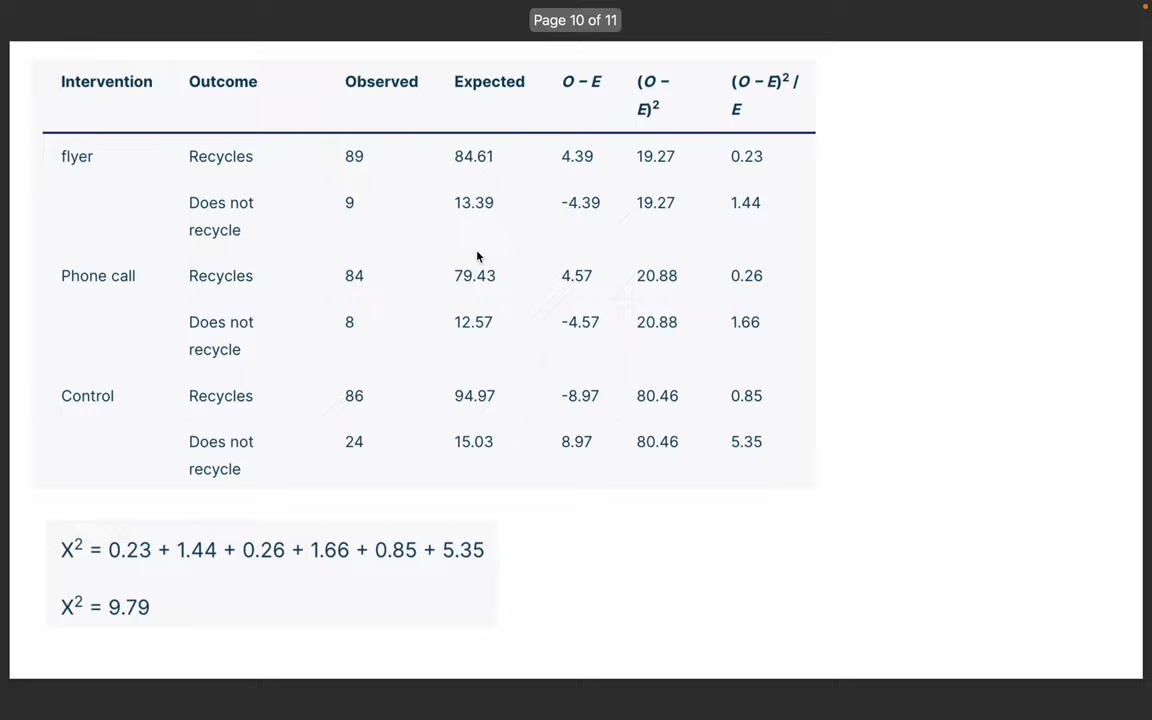 Page 10 of 11
Intervention Outcome Observed Expected O – E (O – E)² (O – E)² / E
flyer Recycles 89 84.61 4.39 19.27 0.23
Does not recycle 9 13.39 -4.39 19.27 1.44
Phone call Recycles 84 79.43 4.57 20.88 0.26
Does not recycle 8 12.57 -4.57 20.88 1.66
Control Recycles 86 94.97 -8.97 80.46 0.85
Does not recycle 24 15.03 8.97 80.46 5.35
X² = 0.23 + 1.44 + 0.26 + 1.66 + 0.85 + 5.35
X² = 9.79